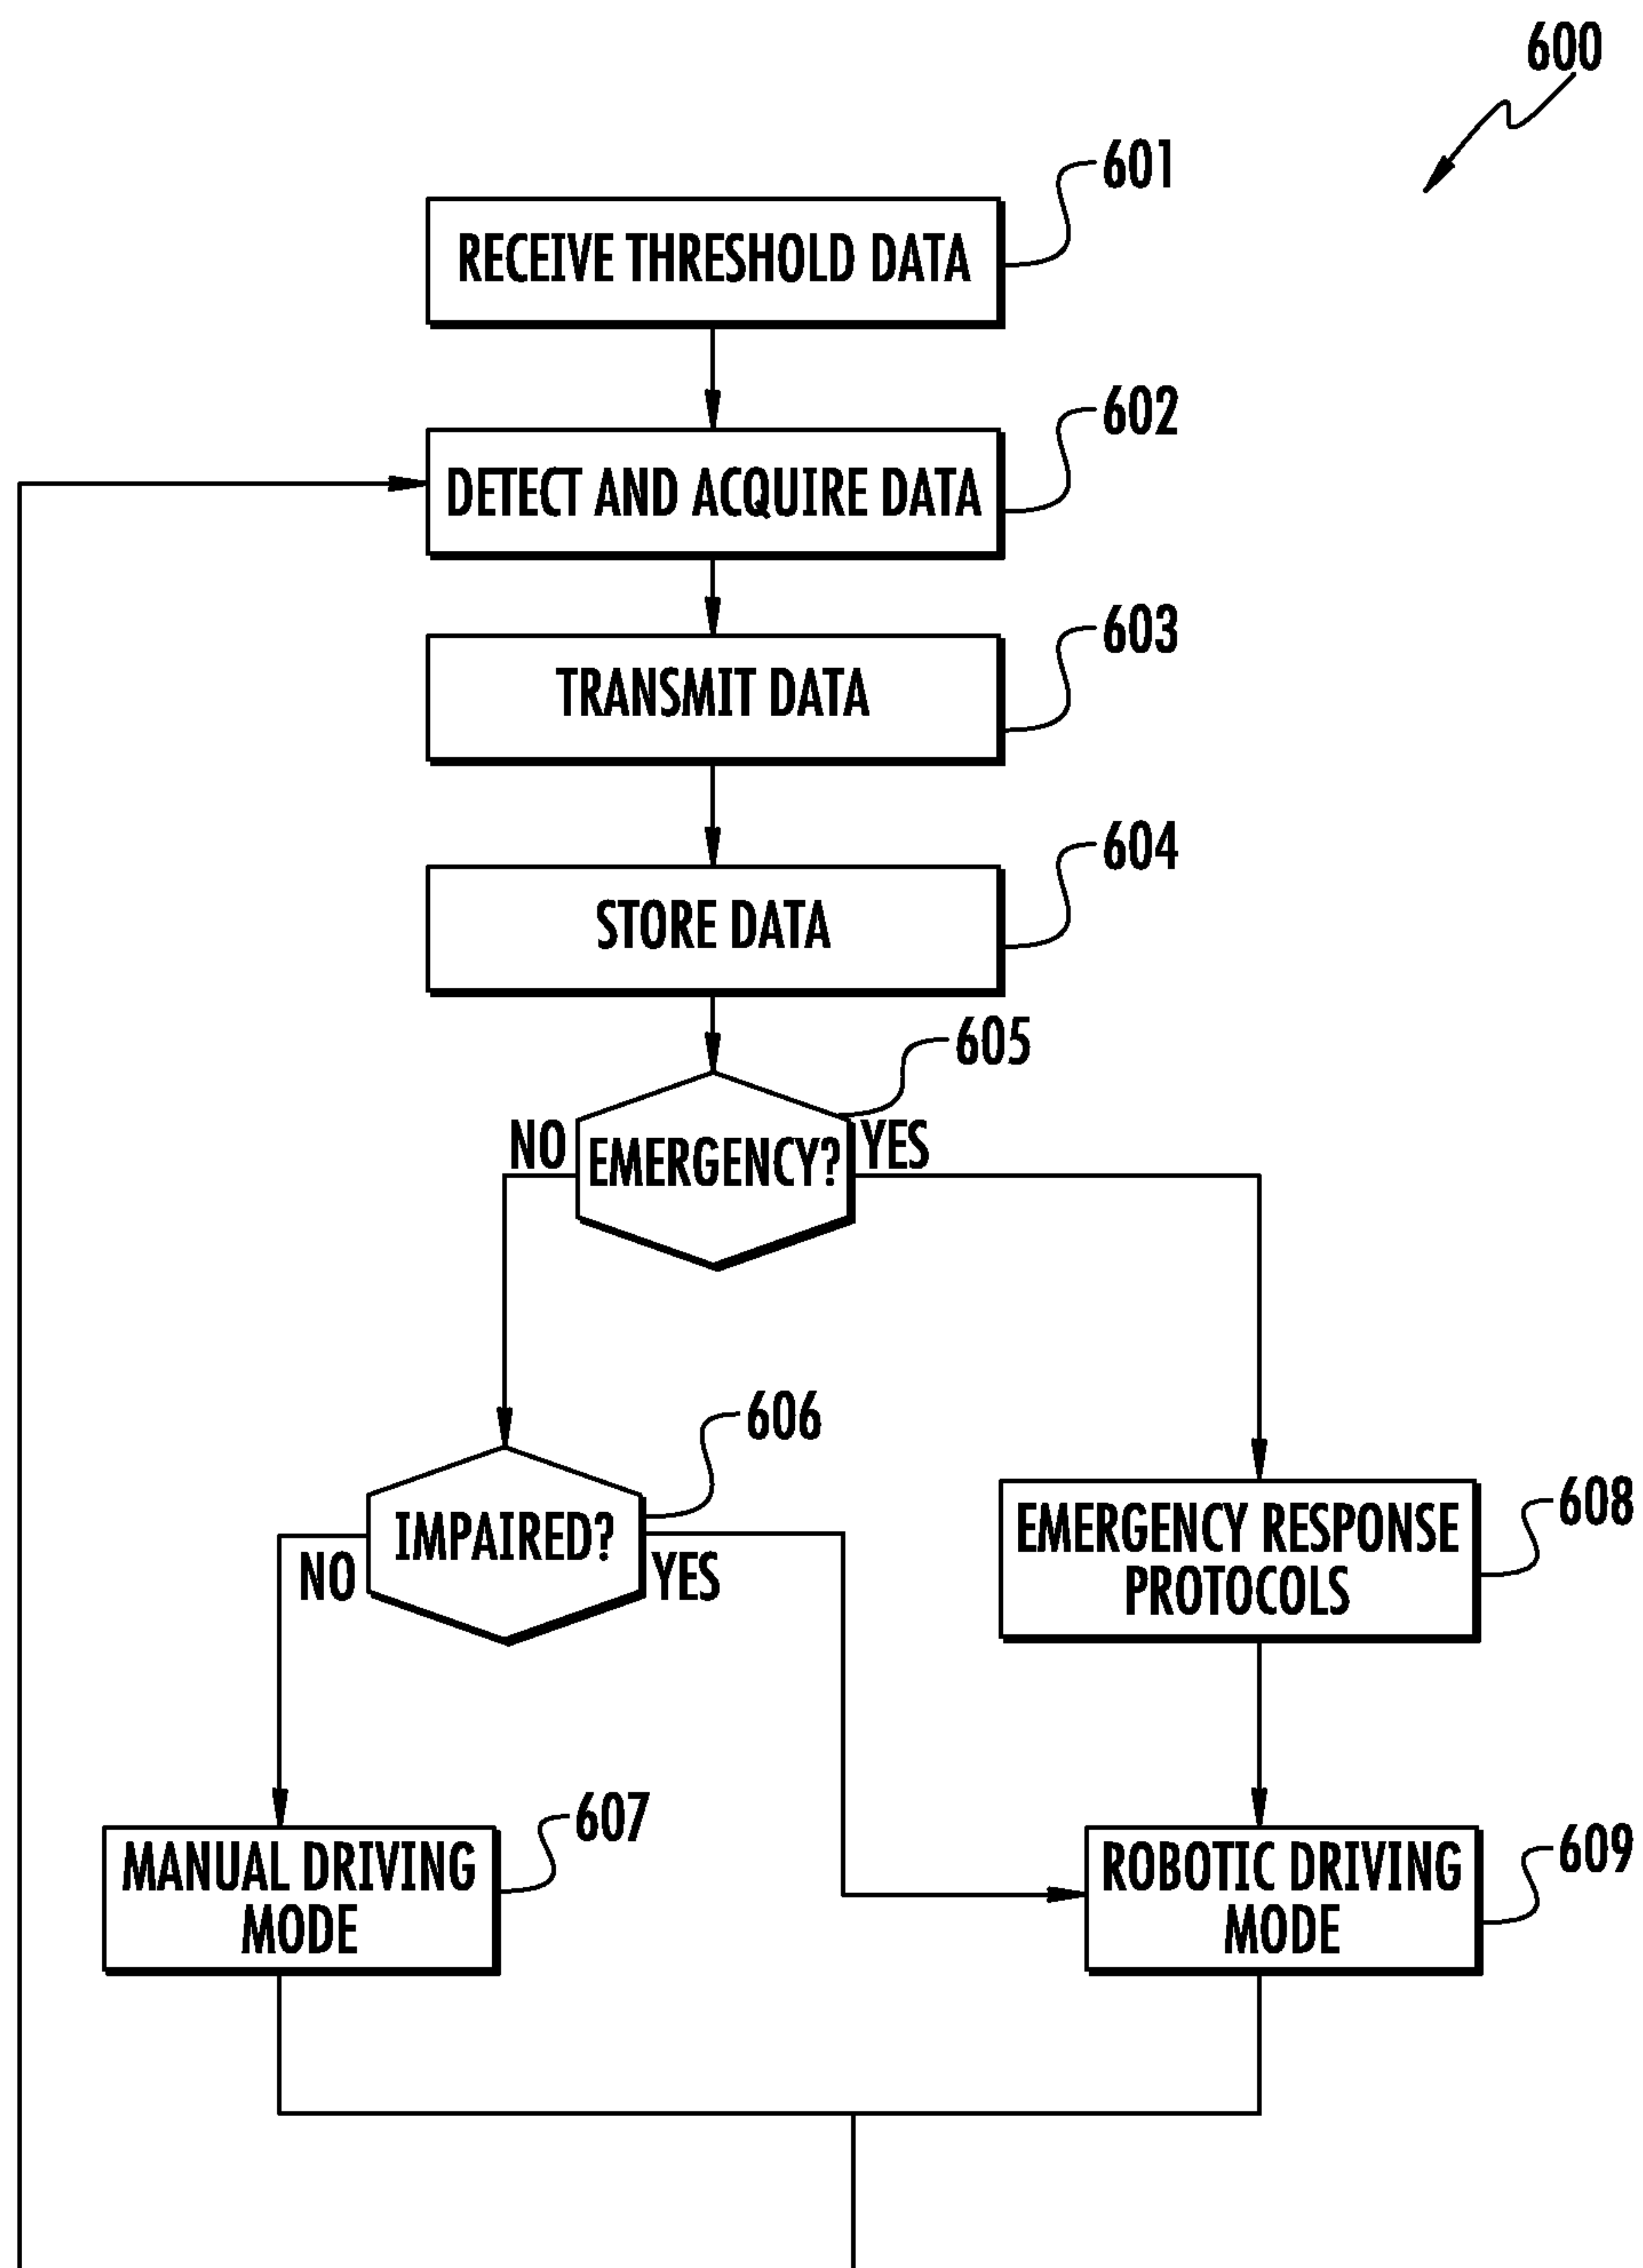 600
601
RECEIVE THRESHOLD DATA
602
DETECT AND ACQUIRE DATA
603
TRANSMIT DATA
604
STORE DATA
605
NO
EMERGENCY?
YES
606
IMPAIRED?
NO
YES
608
EMERGENCY RESPONSE
PROTOCOLS
607
MANUAL DRIVING
MODE
609
ROBOTIC DRIVING
MODE